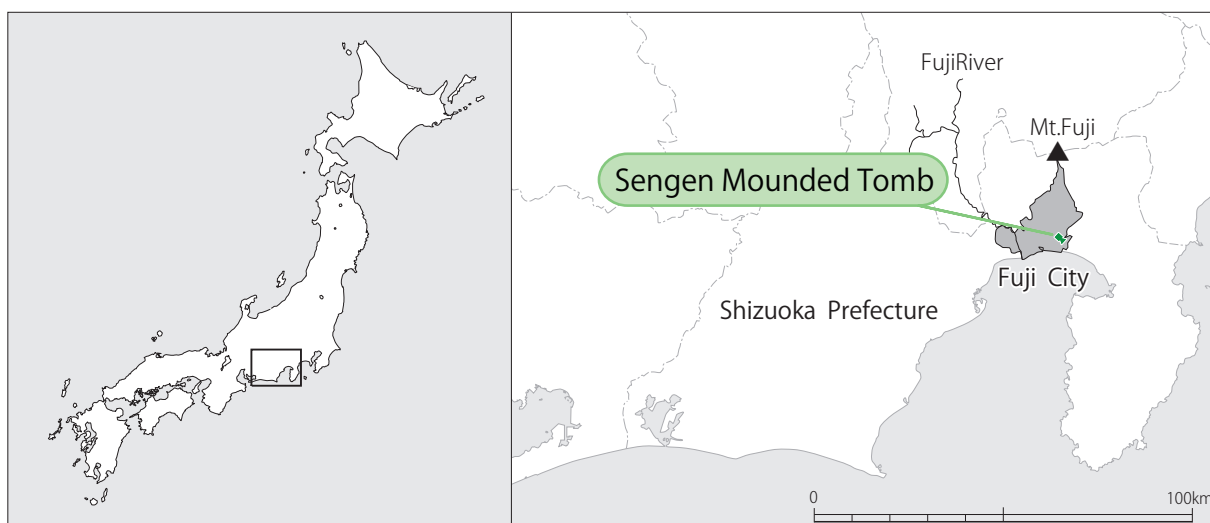 FujiRiver
Mt.Fuji
Sengen Mounded Tomb
Fuji City
Shizuoka Prefecture
0
100km